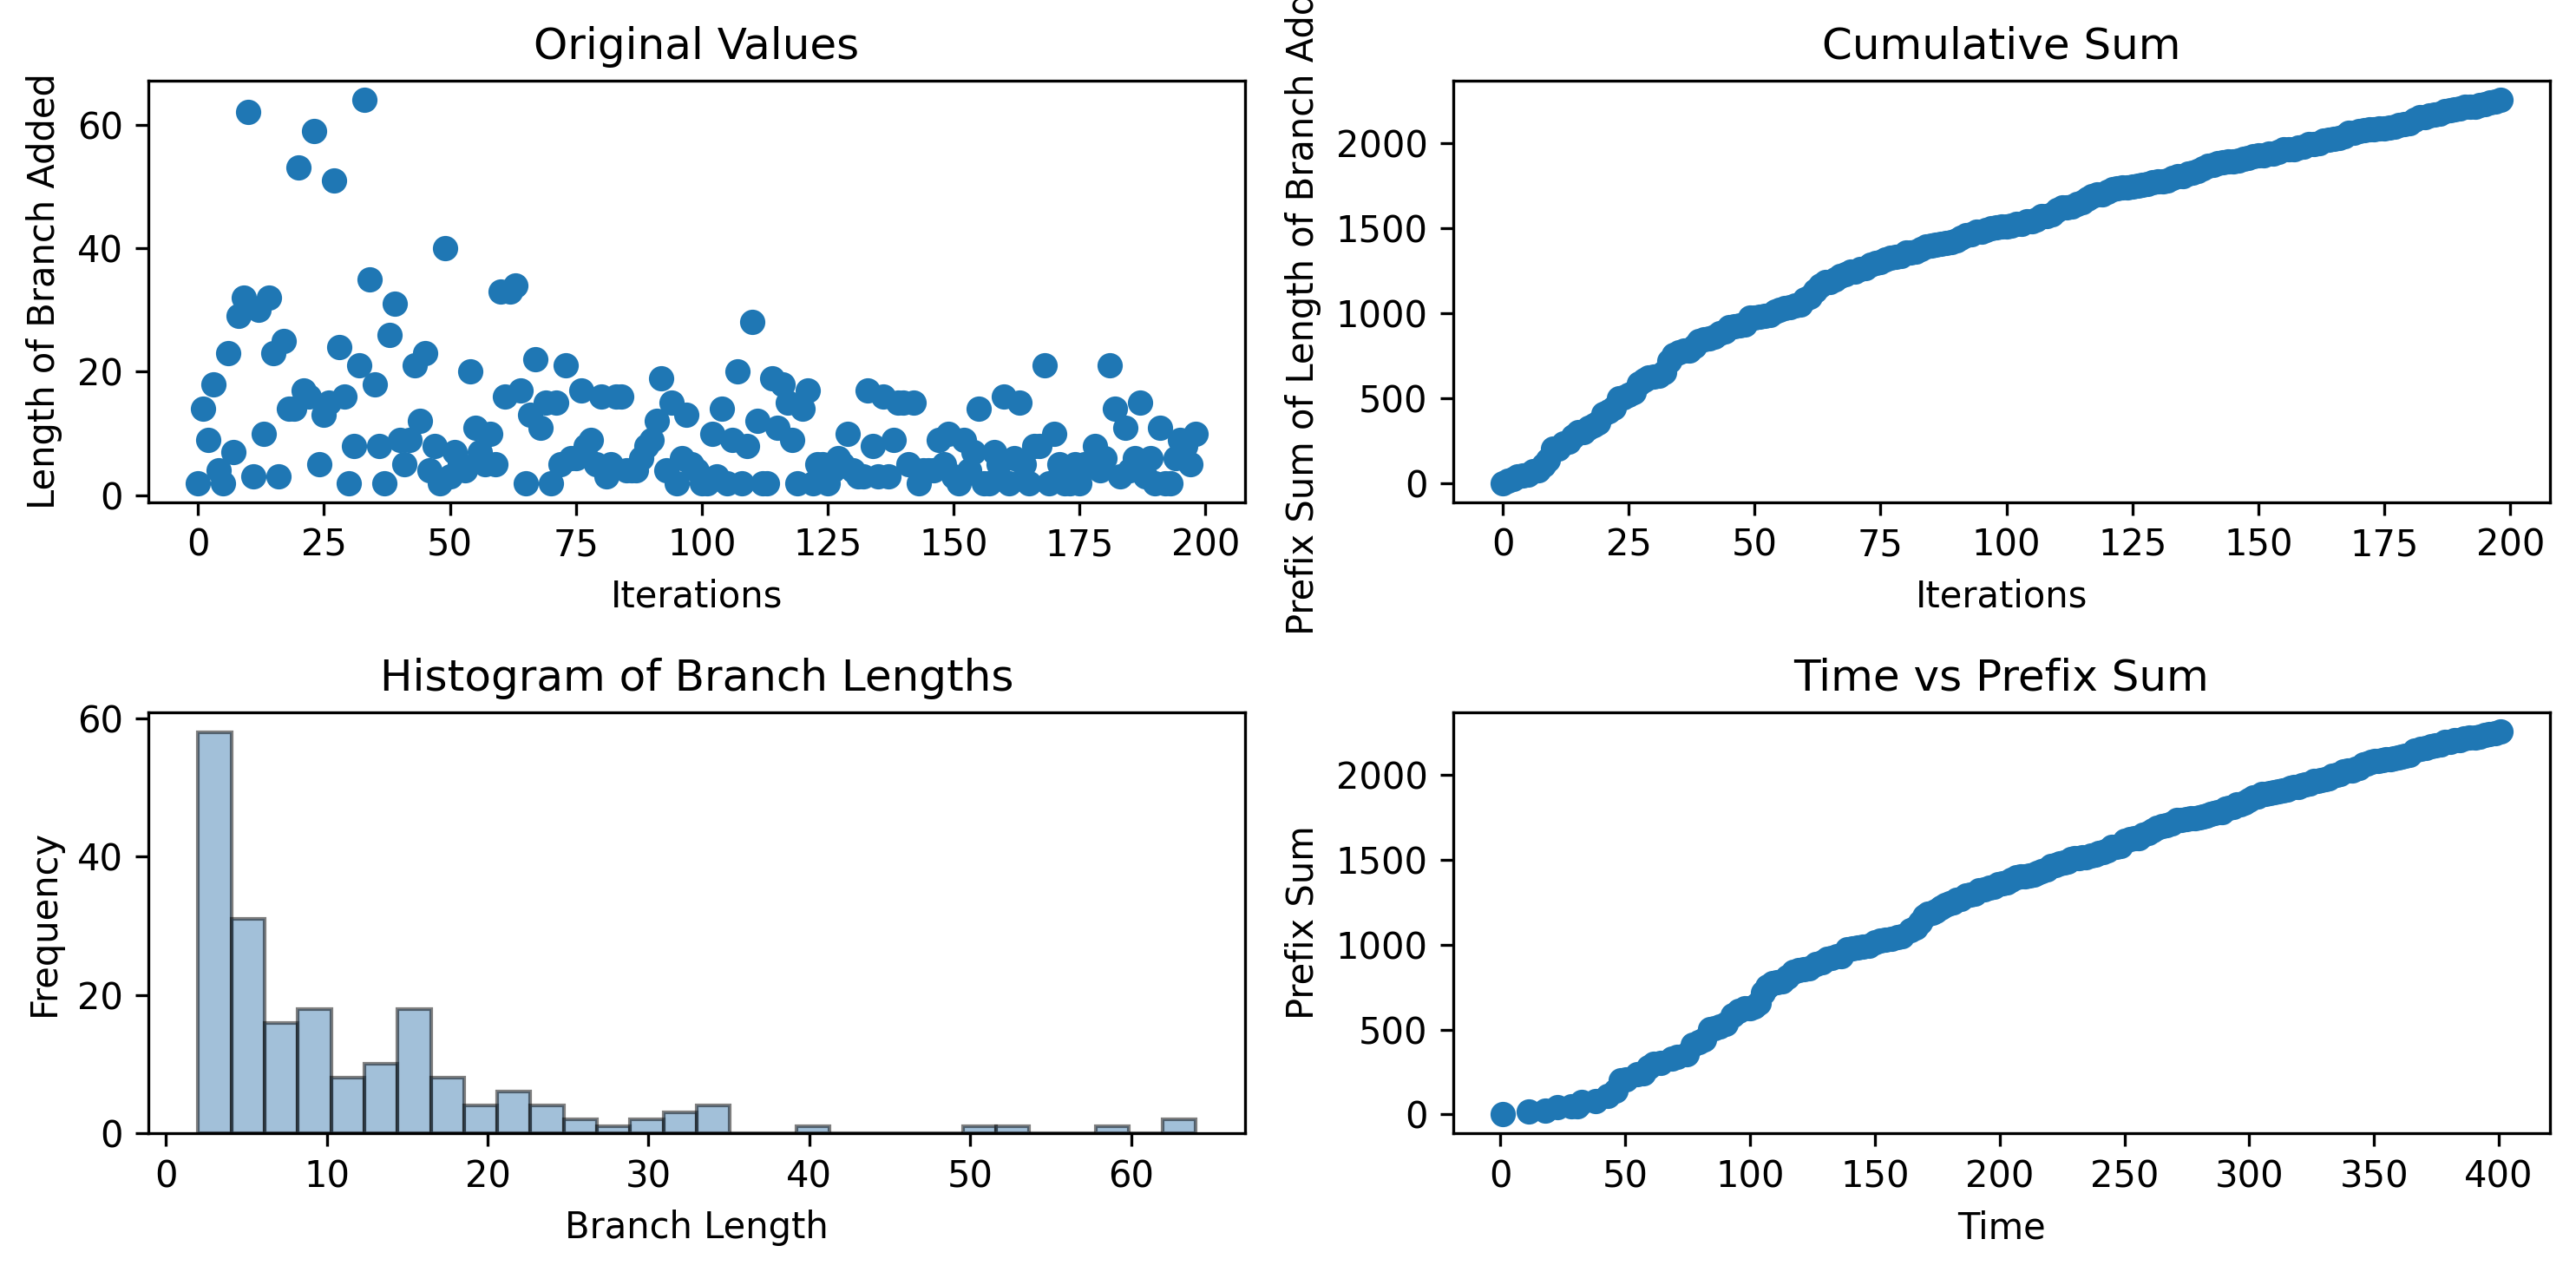 Original Values
Length of Branch Added
60
40
20
0
0 25 50 75 100 125 150 175 200
Iterations
Cumulative Sum
Prefix Sum of Length of Branch
2000
1500
1000
500
0
0 25 50 75 100 125 150 175 200
Iterations
Histogram of Branch Lengths
Frequency
60
40
20
0
0 10 20 30 40 50 60
Branch Length
Time vs Prefix Sum
Prefix Sum
2000
1500
1000
500
0
0 50 100 150 200 250 300 350 400
Time